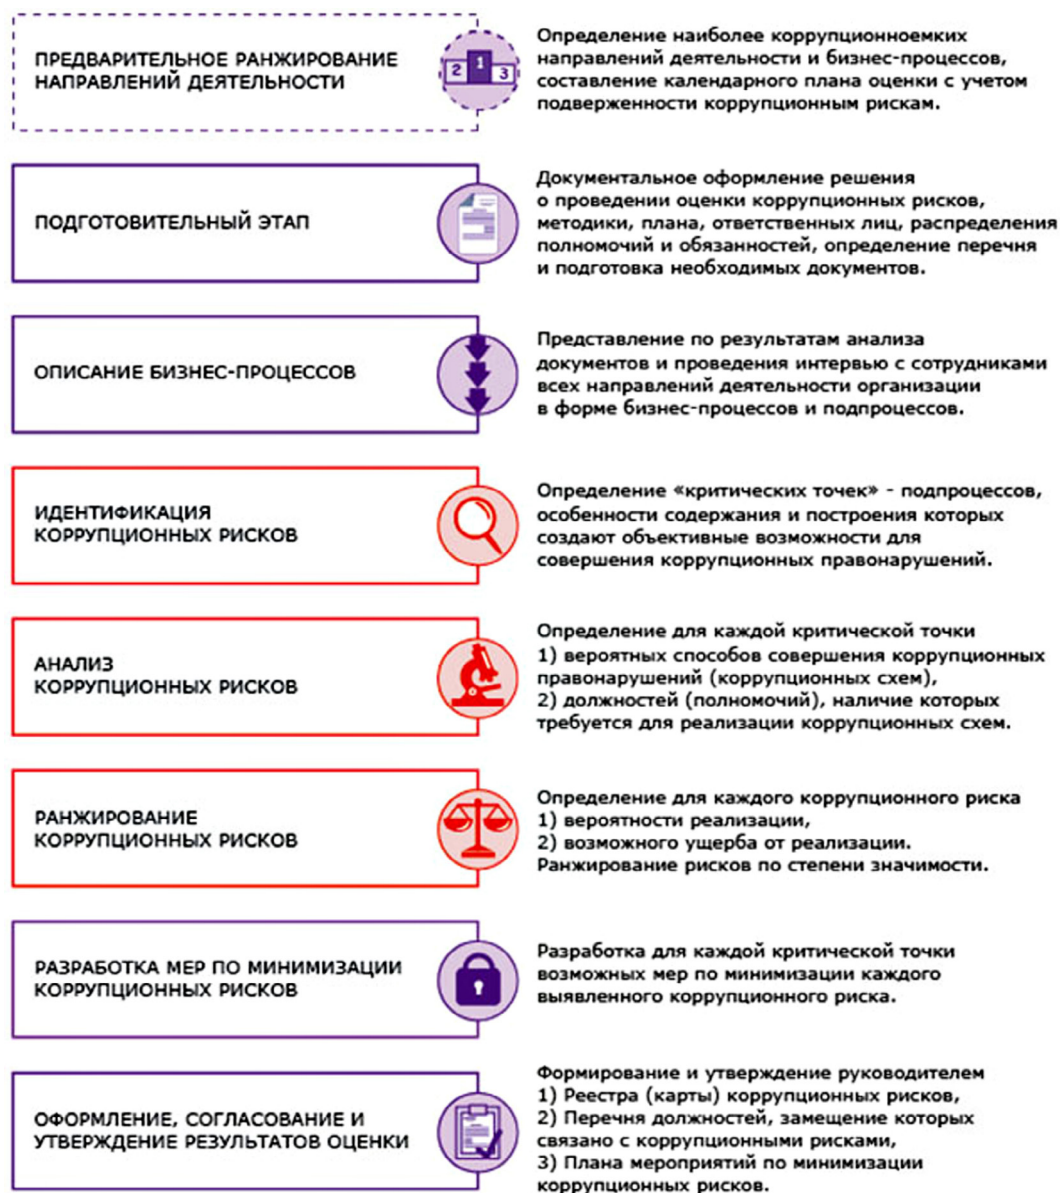 ПРЕДВАРИТЕЛЬНОЕ РАНЖИРОВАНИЕ
НАПРАВЛЕНИЙ ДЕЯТЕЛЬНОСТИ
2 1 3
Определение наиболее коррупционноемких
направлений деятельности и бизнес-процессов,
составление календарного плана оценки с учетом
подверженности коррупционным рискам.
ПОДГОТОВИТЕЛЬНЫЙ ЭТАП
Документальное оформление решения
о проведении оценки коррупционных рисков,
методики, плана, ответственных лиц, распределения
полномочий и обязанностей, определение перечня
и подготовка необходимых документов.
ОПИСАНИЕ БИЗНЕС-ПРОЦЕССОВ
Представление по результатам анализа
документов и проведения интервью с сотрудниками
всех направлений деятельности организации
в форме бизнес-процессов и подпроцессов.
ИДЕНТИФИКАЦИЯ
КОРРУПЦИОННЫХ РИСКОВ
Определение «критических точек» - подпроцессов,
особенности содержания и построения которых
создают объективные возможности для
совершения коррупционных правонарушений.
АНАЛИЗ
КОРРУПЦИОННЫХ РИСКОВ
Определение для каждой критической точки
1) вероятных способов совершения коррупционных
правонарушений (коррупционных схем),
2) должностей (полномочий), наличие которых
требуется для реализации коррупционных схем.
РАНЖИРОВАНИЕ
КОРРУПЦИОННЫХ РИСКОВ
Определение для каждого коррупционного риска
1) вероятности реализации,
2) возможного ущерба от реализации.
Ранжирование рисков по степени значимости.
РАЗРАБОТКА МЕР ПО МИНИМИЗАЦИИ
КОРРУПЦИОННЫХ РИСКОВ
Разработка для каждой критической точки
возможных мер по минимизации каждого
выявленного коррупционного риска.
ОФОРМЛЕНИЕ, СОГЛАСОВАНИЕ И
УТВЕРЖДЕНИЕ РЕЗУЛЬТАТОВ ОЦЕНКИ
Формирование и утверждение руководителем
1) Реестра (карты) коррупционных рисков,
2) Перечня должностей, замещение которых
связано с коррупционными рисками,
3) Плана мероприятий по минимизации
коррупционных рисков.